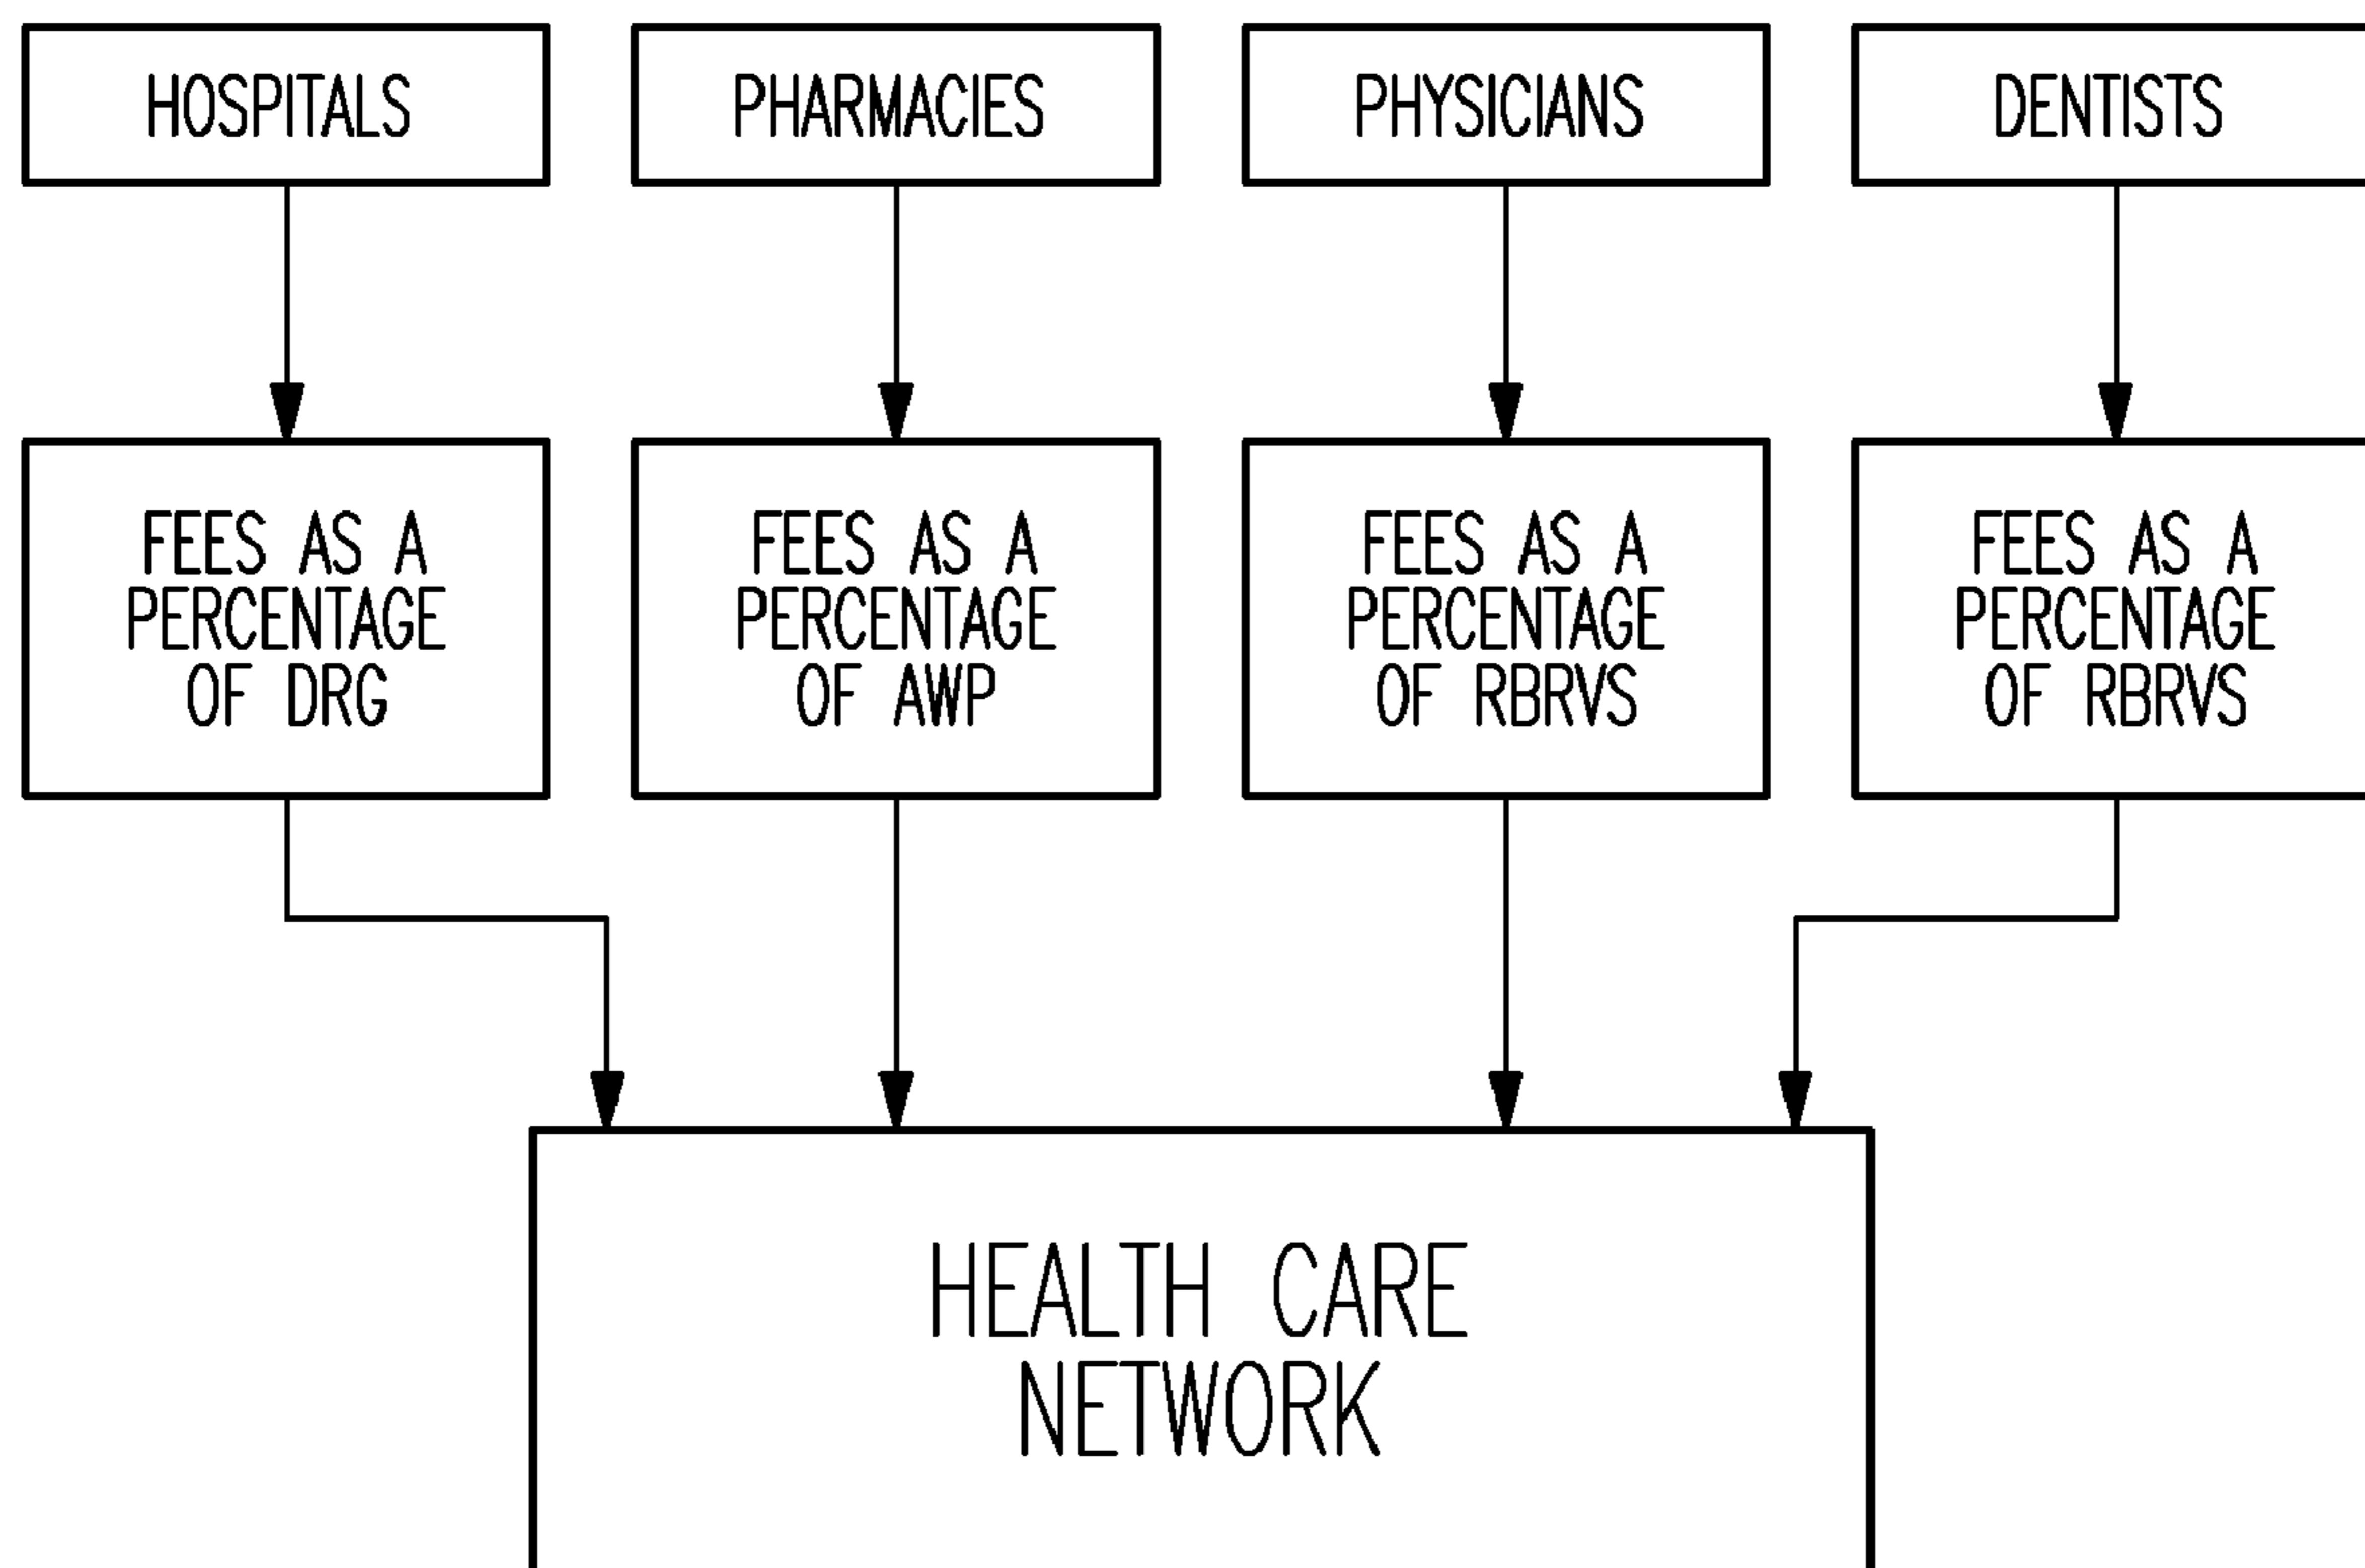 HOSPITALS
PHARMACIES
PHYSICIANS
DENTISTS
FEES AS A
PERCENTAGE
OF DRG
FEES AS A
PERCENTAGE
OF AWP
FEES AS A
PERCENTAGE
OF RBRVS
FEES AS A
PERCENTAGE
OF RBRVS
HEALTH CARE
NETWORK